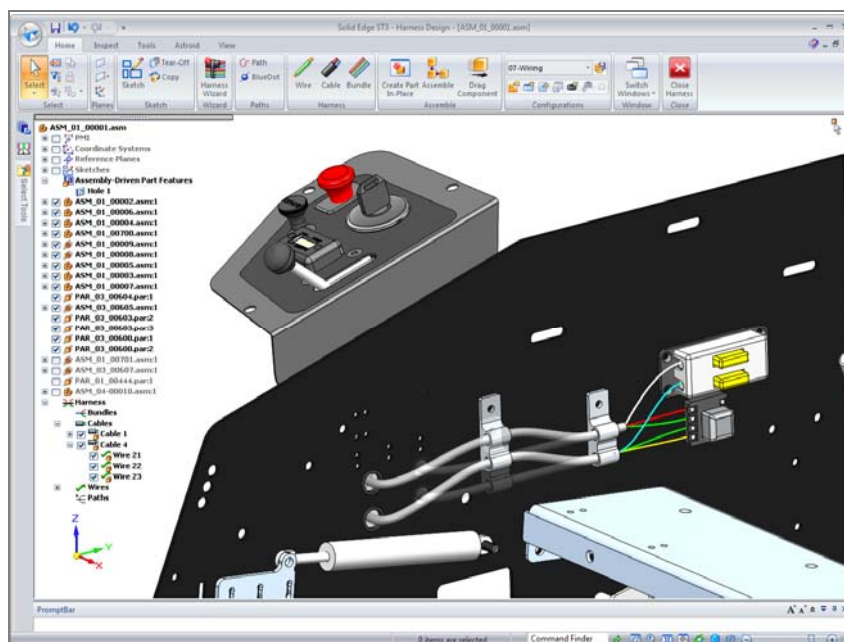 Solid Edge ST3 - Harness Design - [ASM_01_00001.asm]
Home Inspect Tools Astroid View
Select
Tear-Off
Sketch
Copy
Harness Wizard
Path
BlueDot
Wire Cable Bundle
Create Part In-Place
Assemble
Drag Component
07-Wiring
Switch Windows
Close Harness
Select Planes Sketch Wizard Paths Harness Assemble Configurations Window Close
Select Tools
ASM_01_00001.asm
PMI
Coordinate Systems
Reference Planes
Sketches
Assembly-Driven Part Features
Hole 1
ASM_01_00002.asm:1
ASM_01_00006.asm:1
ASM_01_00004.asm:1
ASM_01_00700.asm:1
ASM_01_00009.asm:1
ASM_01_00008.asm:1
ASM_01_00005.asm:1
ASM_01_00003.asm:1
ASM_01_00007.asm:1
PAR_03_00604.par:1
ASM_03_00605.asm:1
PAR_03_00603.par:2
PAR_03_00603.par:3
PAR_03_00600.par:1
PAR_03_00600.par:2
ASM_01_00701.asm:1
ASM_03_00607.asm:1
PAR_01_00444.par:1
ASM_04-00010.asm:1
Harness
Bundles
Cables
Cable 1
Cable 4
Wire 21
Wire 22
Wire 23
Wires
Paths
Z
Y
X
PromptBar
0 items are selected
Command Finder